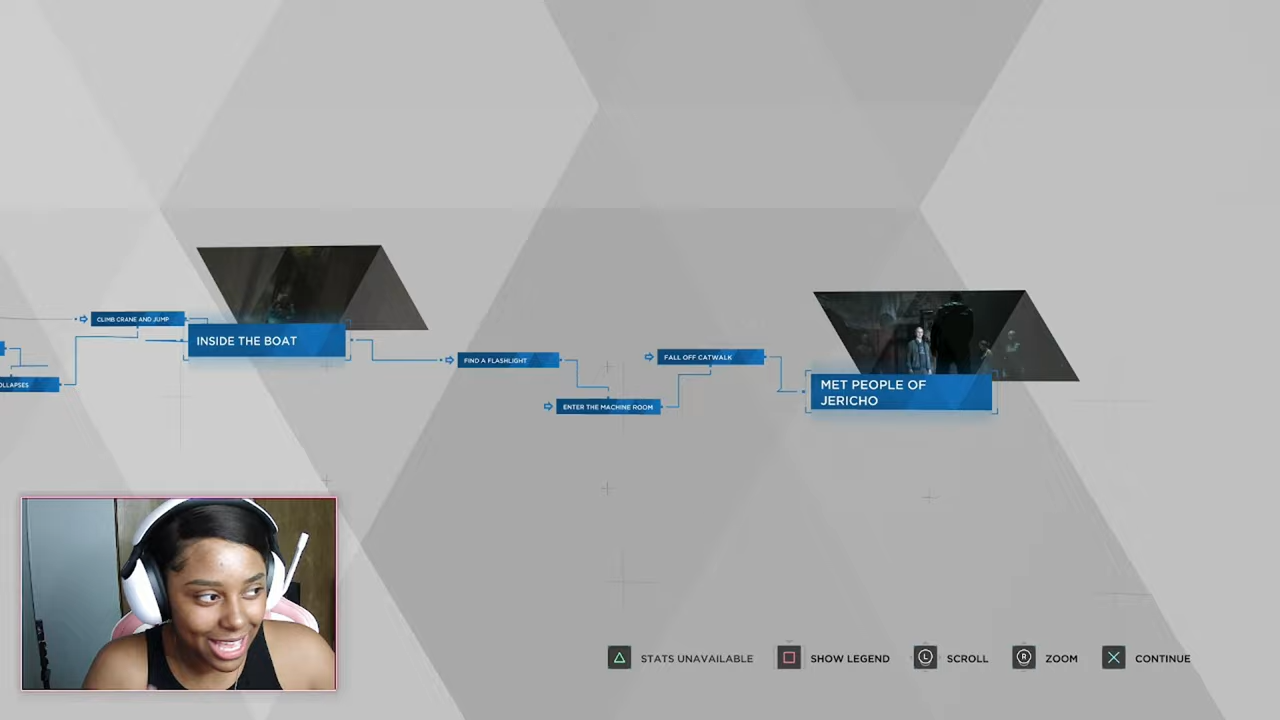 CLIMB CRANE AND JUMP
INSIDE THE BOAT
OLLAPSES
FIND A FLASHLIGHT
ENTER THE MACHINE ROOM
FALL OFF CATWALK
MET PEOPLE OF
JERICHO
STATS UNAVAILABLE
SHOW LEGEND
L
SCROLL
R
ZOOM
CONTINUE